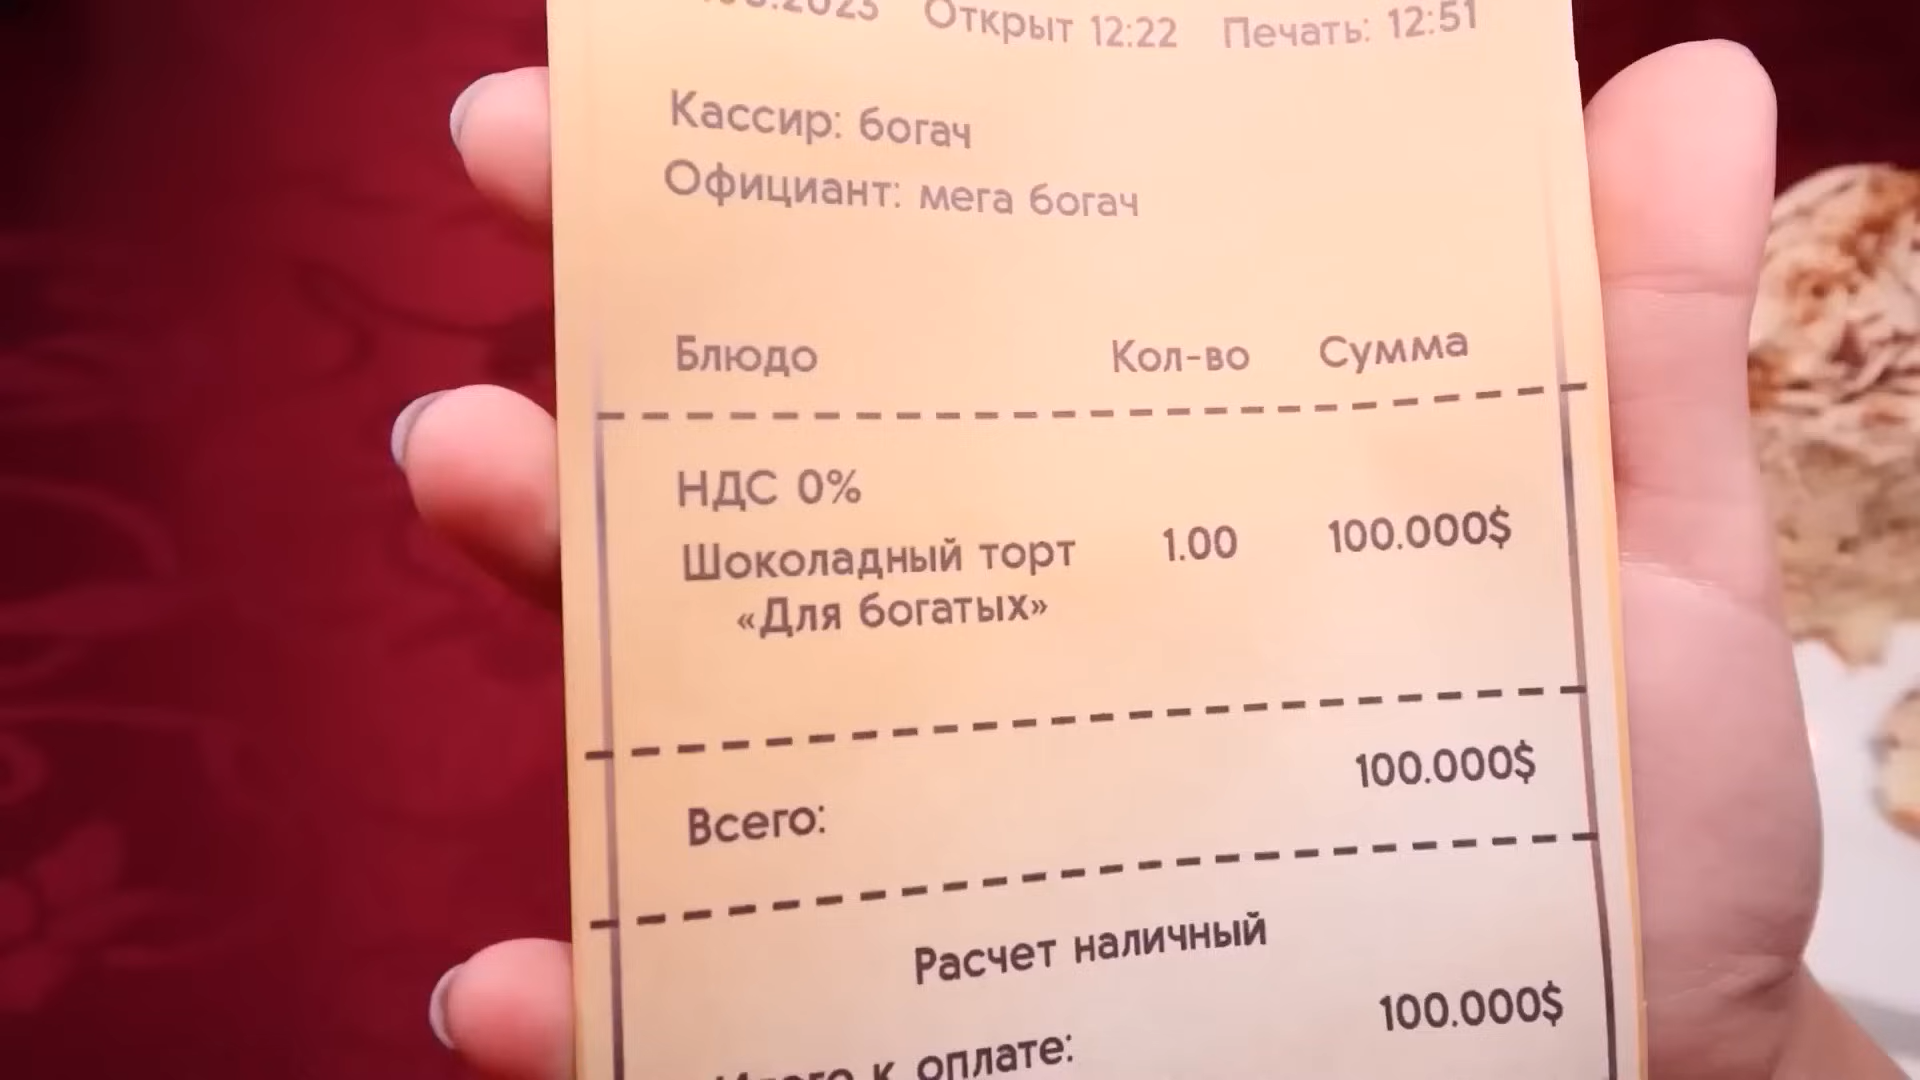 Открыт 12:22 Печать: 12:51
Кассир: богач
Официант: мега богач
Блюдо Кол-во Сумма
НДС 0%
Шоколадный торт 1.00 100.000$
«Для богатых»
Всего: 100.000$
Расчет наличный
к оплате: 100.000$